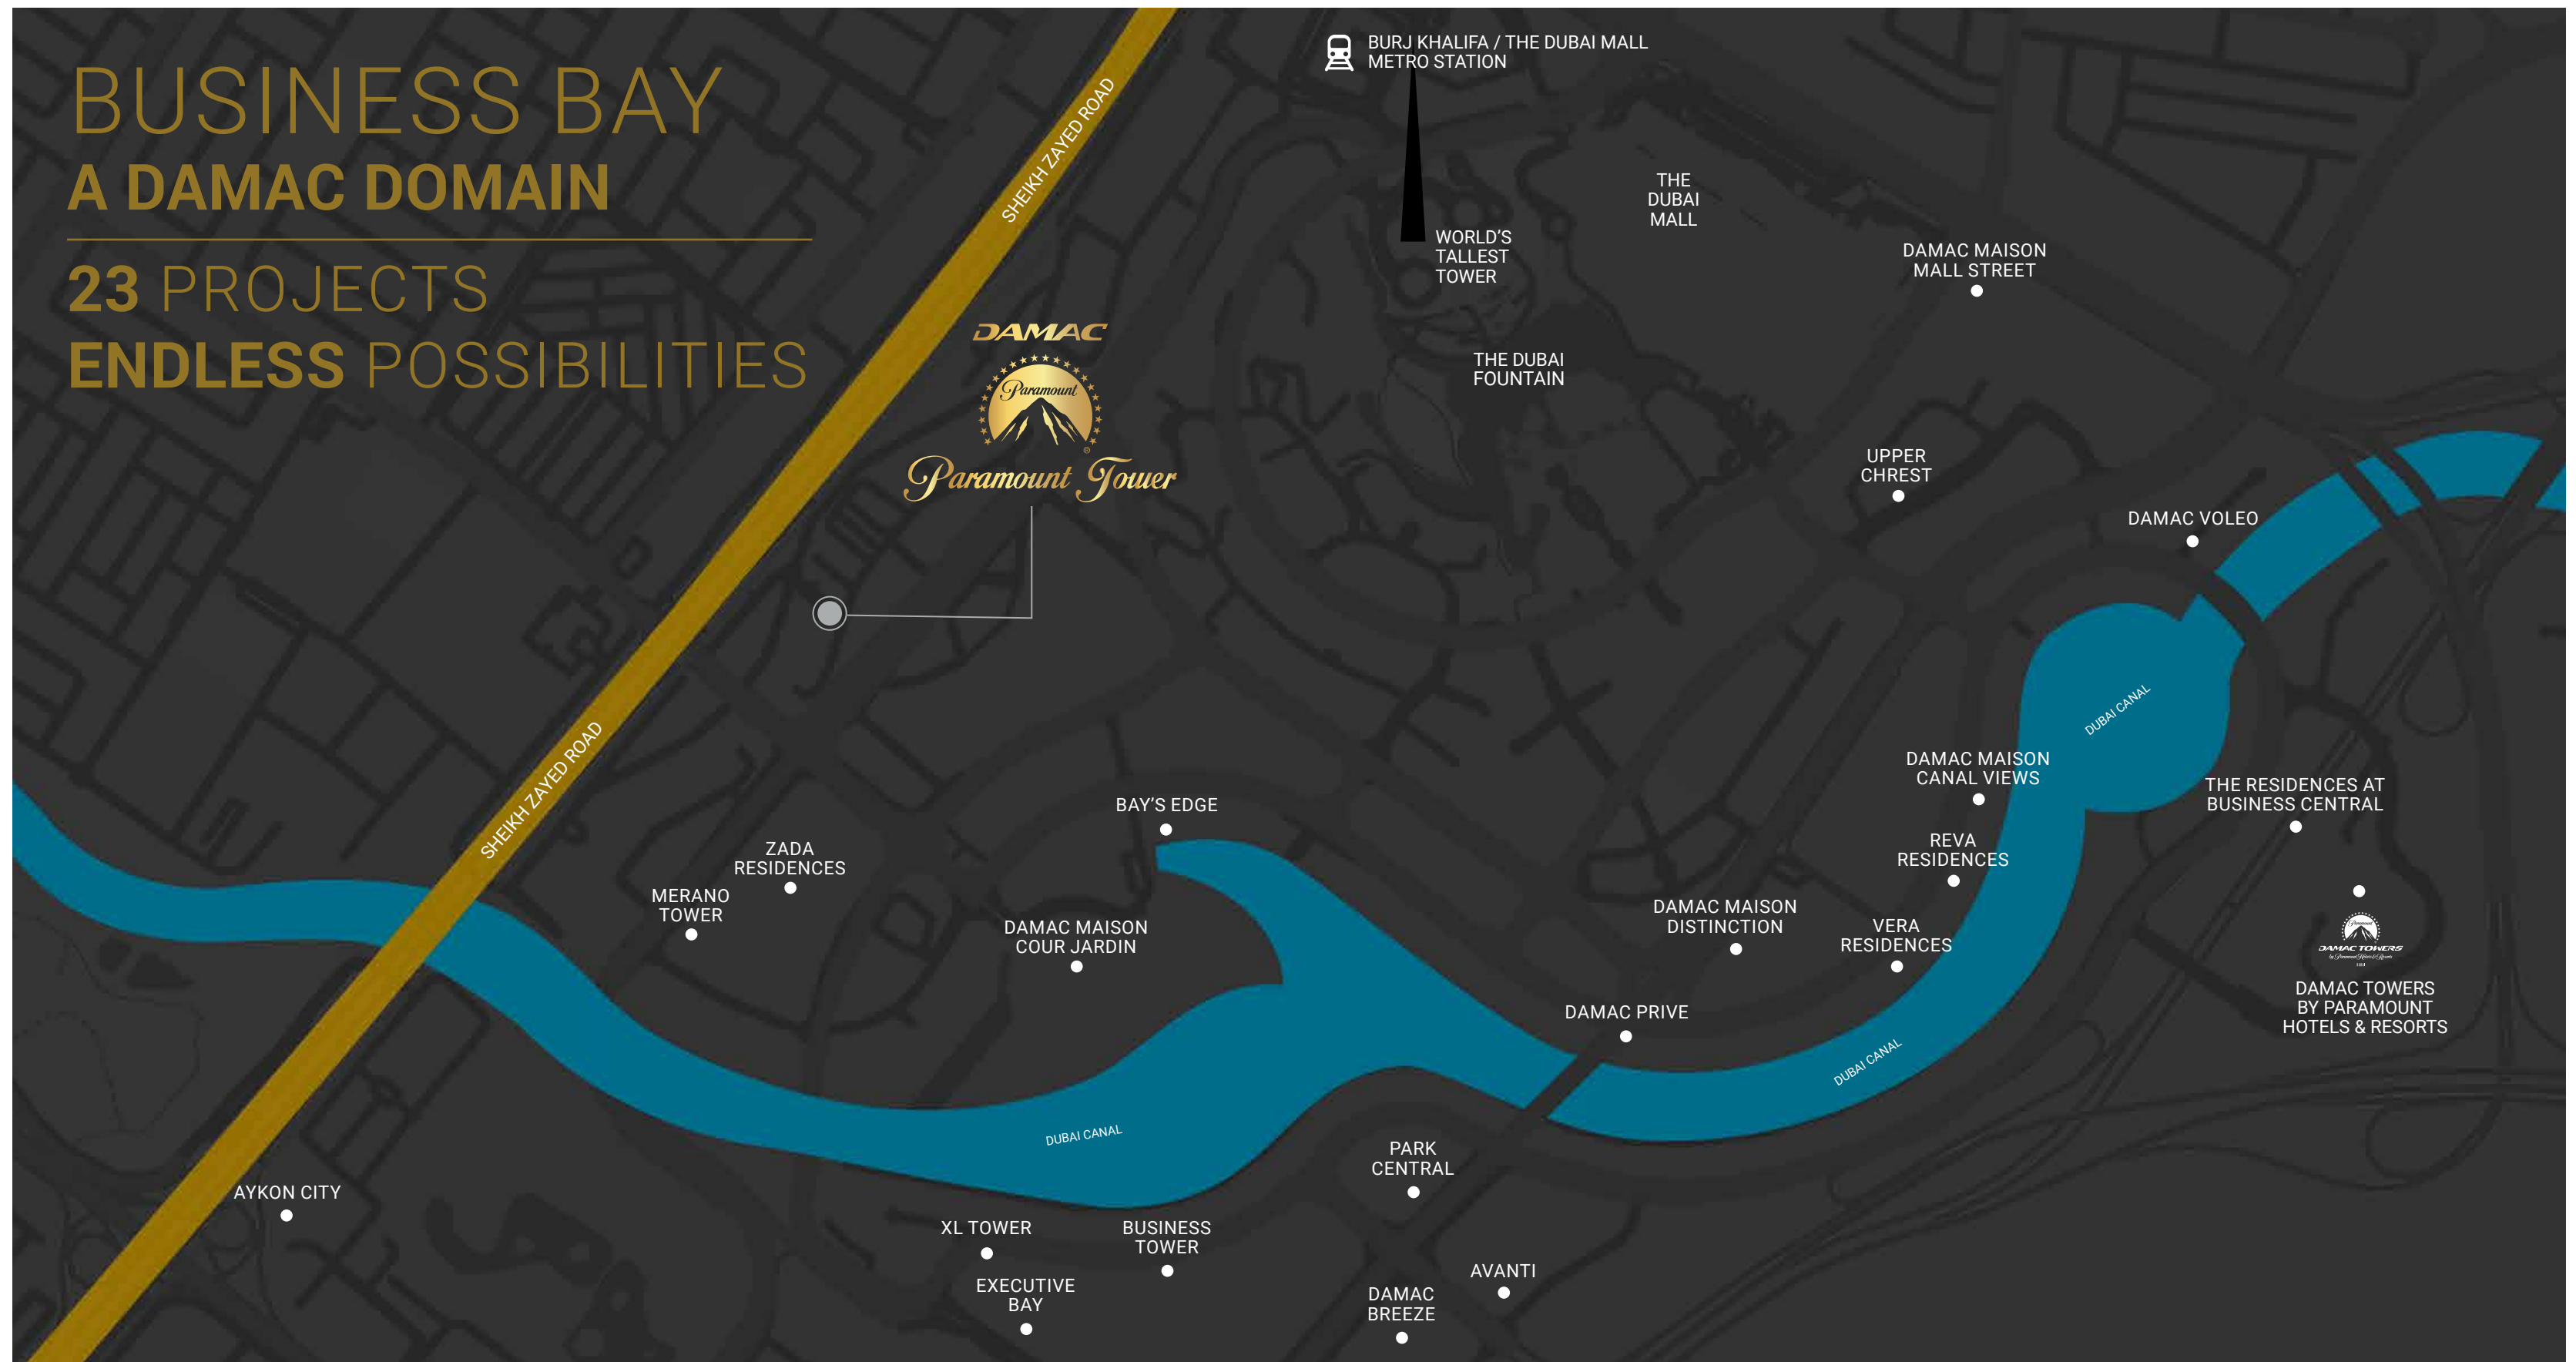 BUSINESS BAY
A DAMAC DOMAIN
23 PROJECTS
ENDLESS POSSIBILITIES
SHEIKH ZAYED ROAD
BURJ KHALIFA / THE DUBAI MALL
METRO STATION
WORLD'S
TALLEST
TOWER
THE
DUBAI
MALL
DAMAC MAISON
MALL STREET
THE DUBAI
FOUNTAIN
DAMAC
Paramount
Paramount Tower
UPPER
CHREST
DAMAC VOLEO
DUBAI CANAL
SHEIKH ZAYED ROAD
DAMAC MAISON
CANAL VIEWS
THE RESIDENCES AT
BUSINESS CENTRAL
BAY'S EDGE
ZADA
RESIDENCES
REVA
RESIDENCES
MERANO
TOWER
DAMAC MAISON
COUR JARDIN
DAMAC MAISON
DISTINCTION
VERA
RESIDENCES
DAMAC TOWERS
by Paramount Hotels & Resorts
DAMAC TOWERS
BY PARAMOUNT
HOTELS & RESORTS
DAMAC PRIVE
DUBAI CANAL
DUBAI CANAL
PARK
CENTRAL
AYKON CITY
XL TOWER
BUSINESS
TOWER
EXECUTIVE
BAY
AVANTI
DAMAC
BREEZE